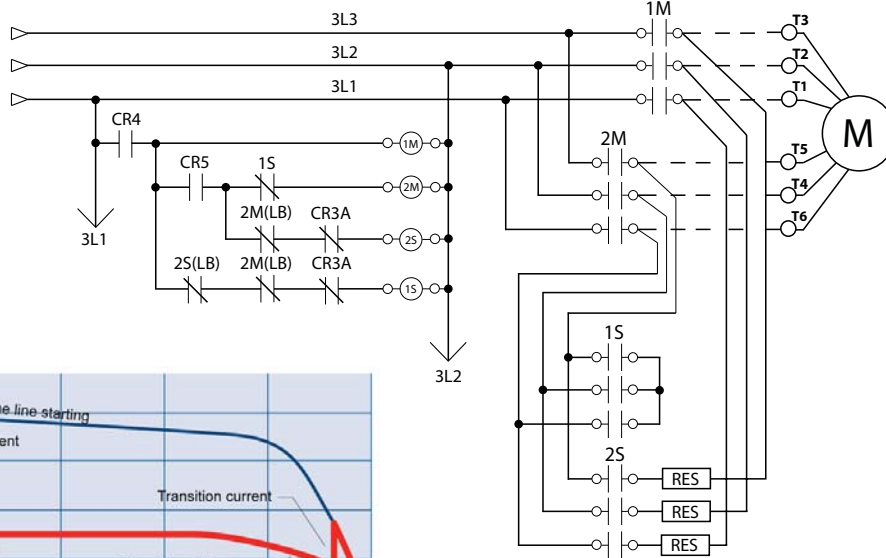 1M
3L3
T3
3L2
T2
3L1
T1
CR4
M
1M
2M
T5
CR5
1S
2M
T4
2M(LB)
CR3A
2S
T6
3L1
2S(LB)
2M(LB)
CR3A
1S
1S
3L2
line starting
Transition current
2S
RES
RES
RES